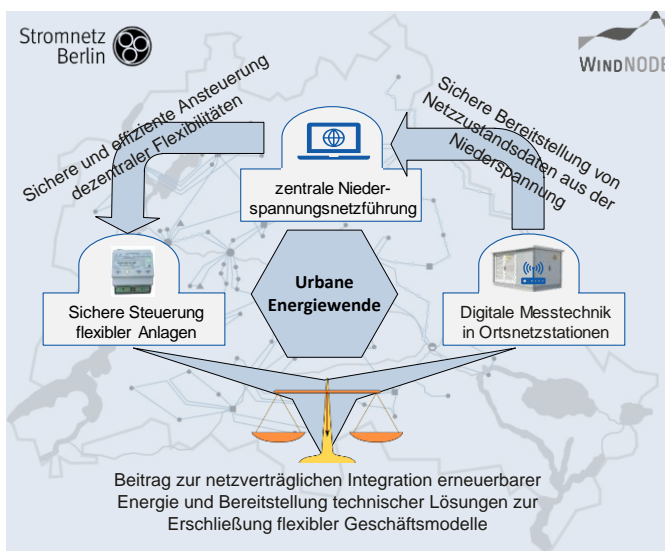 Stromnetz
Berlin
WINDNODE
Sichere und effiziente Ansteuerung
dezentraler Flexibilitäten
Sichere Bereitstellung von
Netzzustandsdaten aus der
Niederspannung
zentrale Nieder-
spannungsnetzführung
Urbane
Energiewende
Sichere Steuerung
flexibler Anlagen
Digitale Messtechnik
in Ortsnetzstationen
Beitrag zur netzverträglichen Integration erneuerbarer
Energie und Bereitstellung technischer Lösungen zur
Erschließung flexibler Geschäftsmodelle